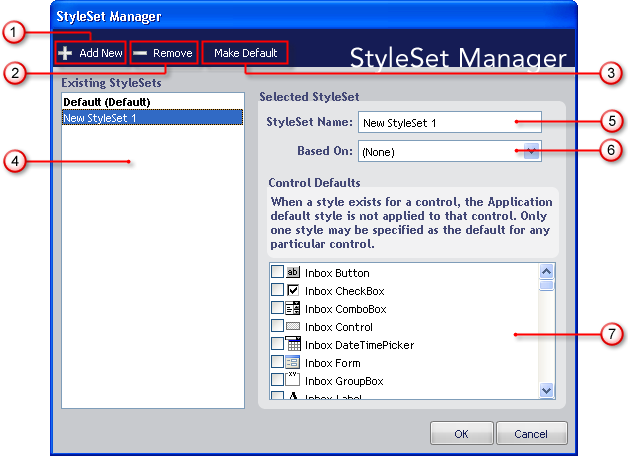 StyleSet Manager
1
Add New
Remove
Make Default
StyleSet Manager
2
3
Existing StyleSets
Default (Default)
New StyleSet 1
4
Selected StyleSet
StyleSet Name:
New StyleSet 1
5
Based On:
(None)
6
Control Defaults
When a style exists for a control, the Application
default style is not applied to that control. Only
one style may be specified as the default for any
particular control.
ab Inbox Button
Inbox CheckBox
Inbox ComboBox
Inbox Control
Inbox DateTimePicker
Inbox Form
XY Inbox GroupBox
A Inbox Label
7
OK
Cancel